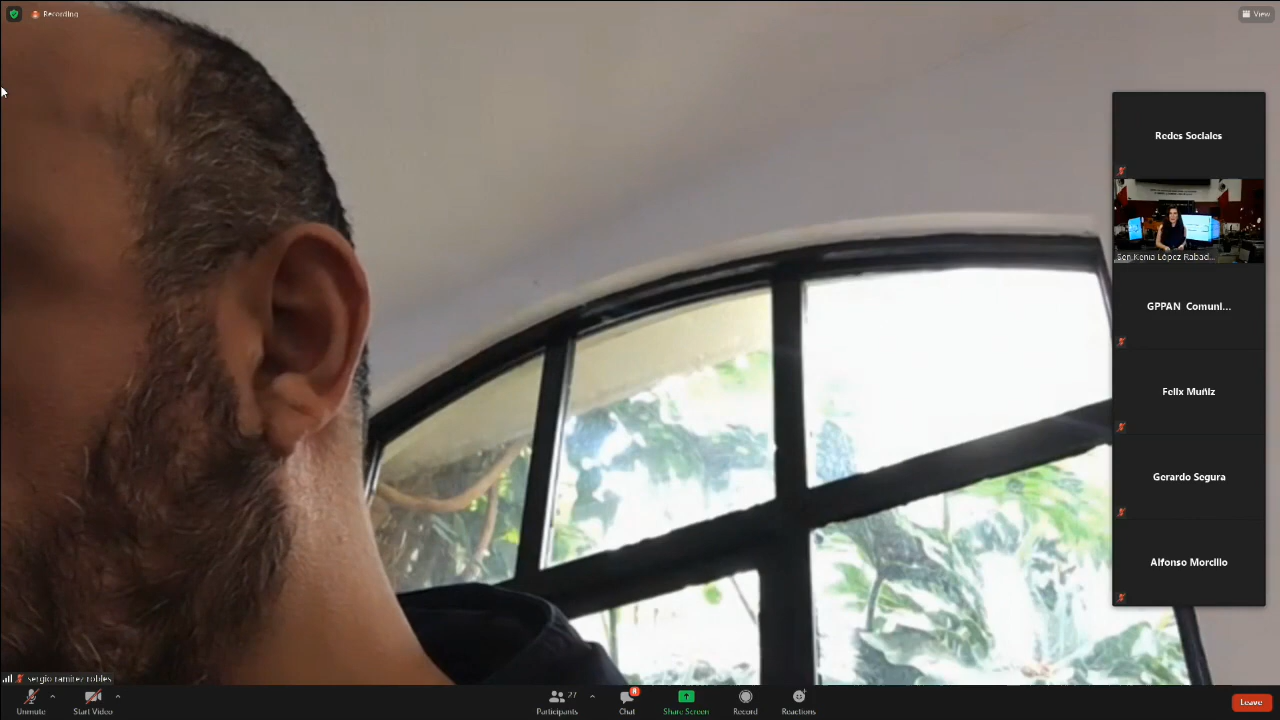 Recording
View
Redes Sociales
Sen Kenia López Rabad...
GPPAN Comuni...
Felix Muñiz
Gerardo Segura
Alfonso Morcillo
sergio ramirez robles
Unmute
Start Video
27
Participants
8
Chat
Share Screen
Record
Reactions
Leave